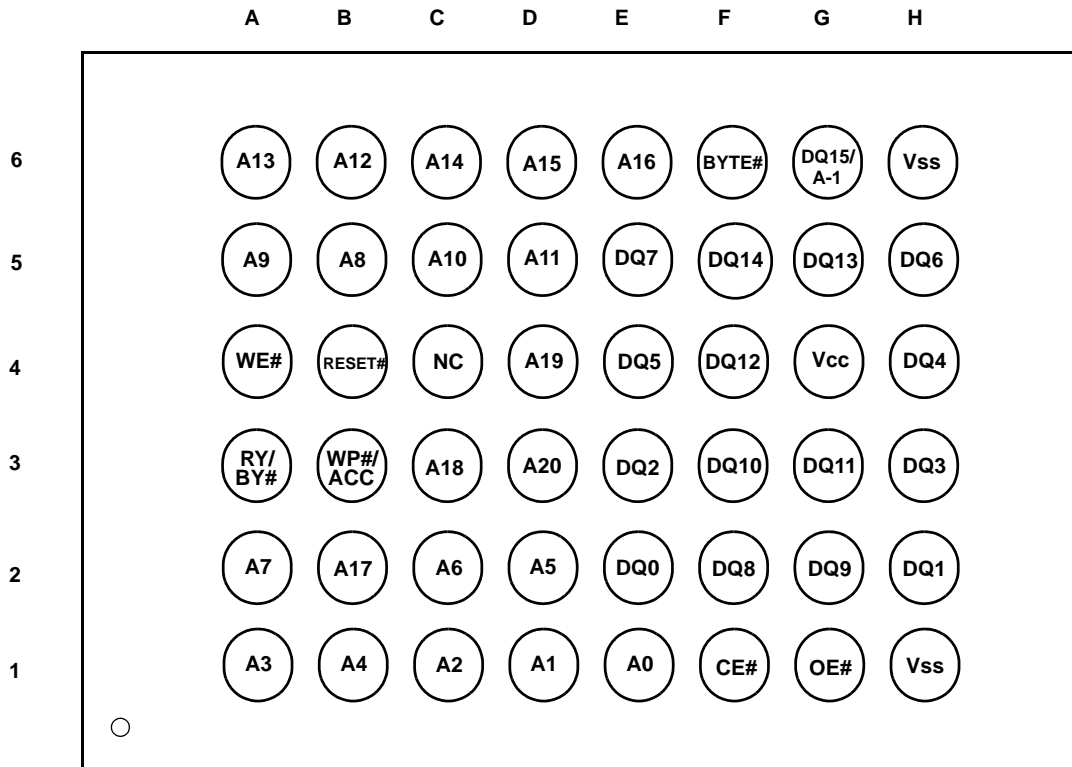 A B C D E F G H
6 A13 A12 A14 A15 A16 BYTE# DQ15/ A-1 Vss
5 A9 A8 A10 A11 DQ7 DQ14 DQ13 DQ6
4 WE# RESET# NC A19 DQ5 DQ12 Vcc DQ4
3 RY/ BY# WP#/ ACC A18 A20 DQ2 DQ10 DQ11 DQ3
2 A7 A17 A6 A5 DQ0 DQ8 DQ9 DQ1
1 A3 A4 A2 A1 A0 CE# OE# Vss